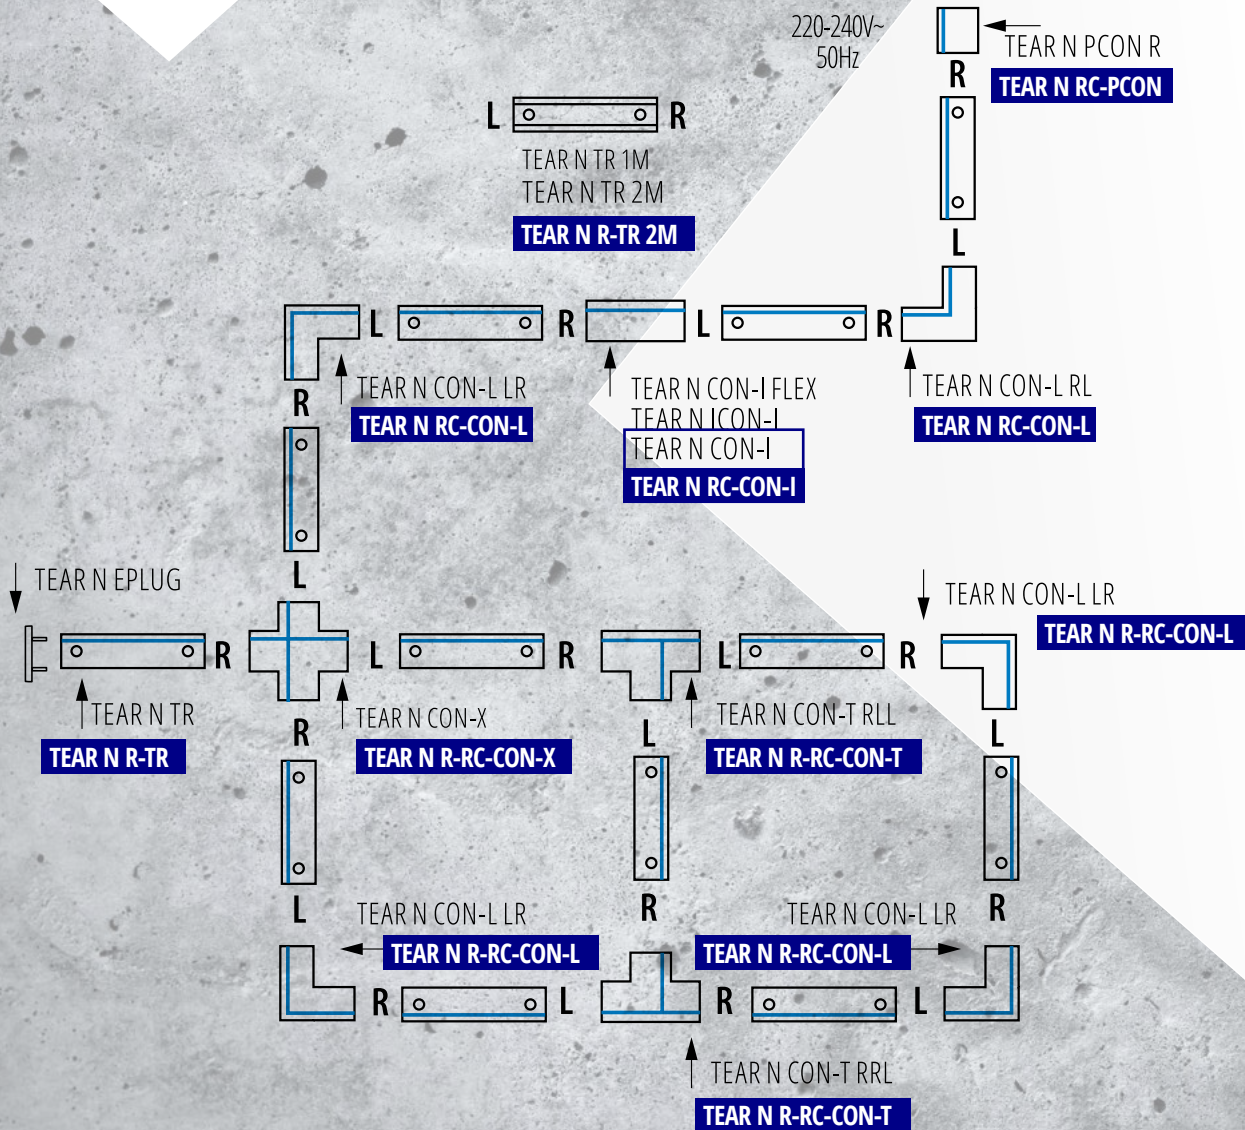 220-240V~
50Hz
TEAR N PCON R
TEAR N RC-PCON
R
L
R
TEAR N TR 1M
TEAR N TR 2M
TEAR N R-TR 2M
L
L
R
L
R
TEAR N CON-L LR
TEAR N RC-CON-L
TEAR N CON-I FLEX
TEAR N ICON-I
TEAR N CON-I
TEAR N RC-CON-I
TEAR N CON-L RL
TEAR N RC-CON-L
R
L
TEAR N EPLUG
TEAR N CON-L LR
TEAR N R-RC-CON-L
R
L
R
L
R
TEAR N TR
TEAR N R-TR
R
TEAR N CON-X
TEAR N R-RC-CON-X
L
TEAR N CON-T RLL
TEAR N R-RC-CON-T
L
L
TEAR N CON-L LR
TEAR N R-RC-CON-L
R
TEAR N CON-L LR
TEAR N R-RC-CON-L
R
R
L
R
L
TEAR N CON-T RRL
TEAR N R-RC-CON-T